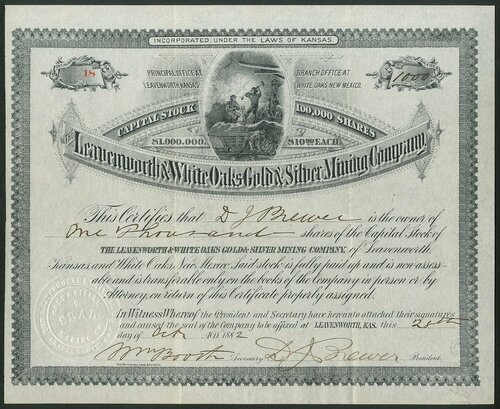 INCORPORATED UNDER THE LAWS OF KANSAS.
18
PRINCIPAL OFFICE AT
LEAVENWORTH, KANSAS.
BRANCH OFFICE AT
WHITE OAKS, NEW MEXICO.
1000
CAPITAL STOCK
100,000 SHARES
$1,000,000.
$10.00 EACH.
The Leavenworth & White Oaks Gold & Silver Mining Company,
This Certifies that D J Brewer is the owner of
One Thousand shares of the Capital Stock of
THE LEAVENWORTH & WHITE OAKS GOLD & SILVER MINING COMPANY, of Leavenworth,
Kansas, and White Oaks, New Mexico. Said stock is fully paid up and is non-assess-
able and is transferable only on the books of the Company in person or by
Attorney, on return of this Certificate properly assigned.
In Witness Whereof the President and Secretary have hereunto attached their signatures
and caused the seal of the Company to be affixed at LEAVENWORTH, KAS. this 28th
day of Oct AD 1882
Wm Booth Secretary D J Brewer President.
SEAL